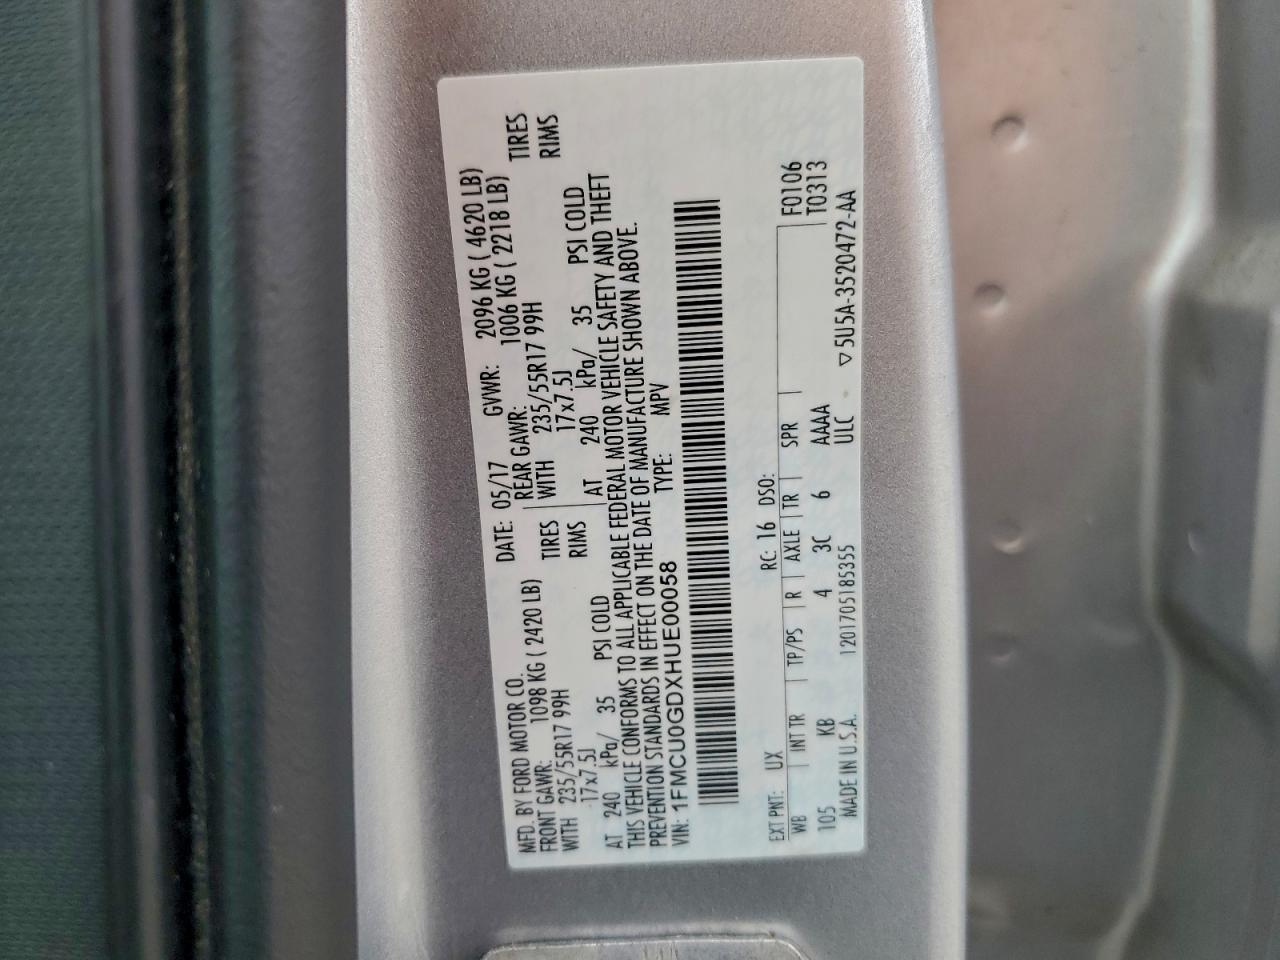 MFD. BY FORD MOTOR CO.
DATE: 05/17 GVWR: 2096 KG ( 4620 LB)
FRONT GAWR: 1098 KG ( 2420 LB) REAR GAWR: 1006 KG ( 2218 LB)
WITH 235/55R17 99H TIRES WITH 235/55R17 99H TIRES
17x7.5J RIMS 17x7.5J RIMS
AT 240 kPa/ 35 PSI COLD AT 240 kPa/ 35 PSI COLD
THIS VEHICLE CONFORMS TO ALL APPLICABLE FEDERAL MOTOR VEHICLE SAFETY AND THEFT
PREVENTION STANDARDS IN EFFECT ON THE DATE OF MANUFACTURE SHOWN ABOVE.
VIN: 1FMCU0GDXHUE00058 TYPE: MPV
EXT PNT: UX RC: 16 DSO: F0106
WB INT TR TP/PS R AXLE TR SPR T0313
105 KB 4 3C 6 AAAA
MADE IN U.S.A. 1201705185355 ULC ▽5U5A-3520472-AA